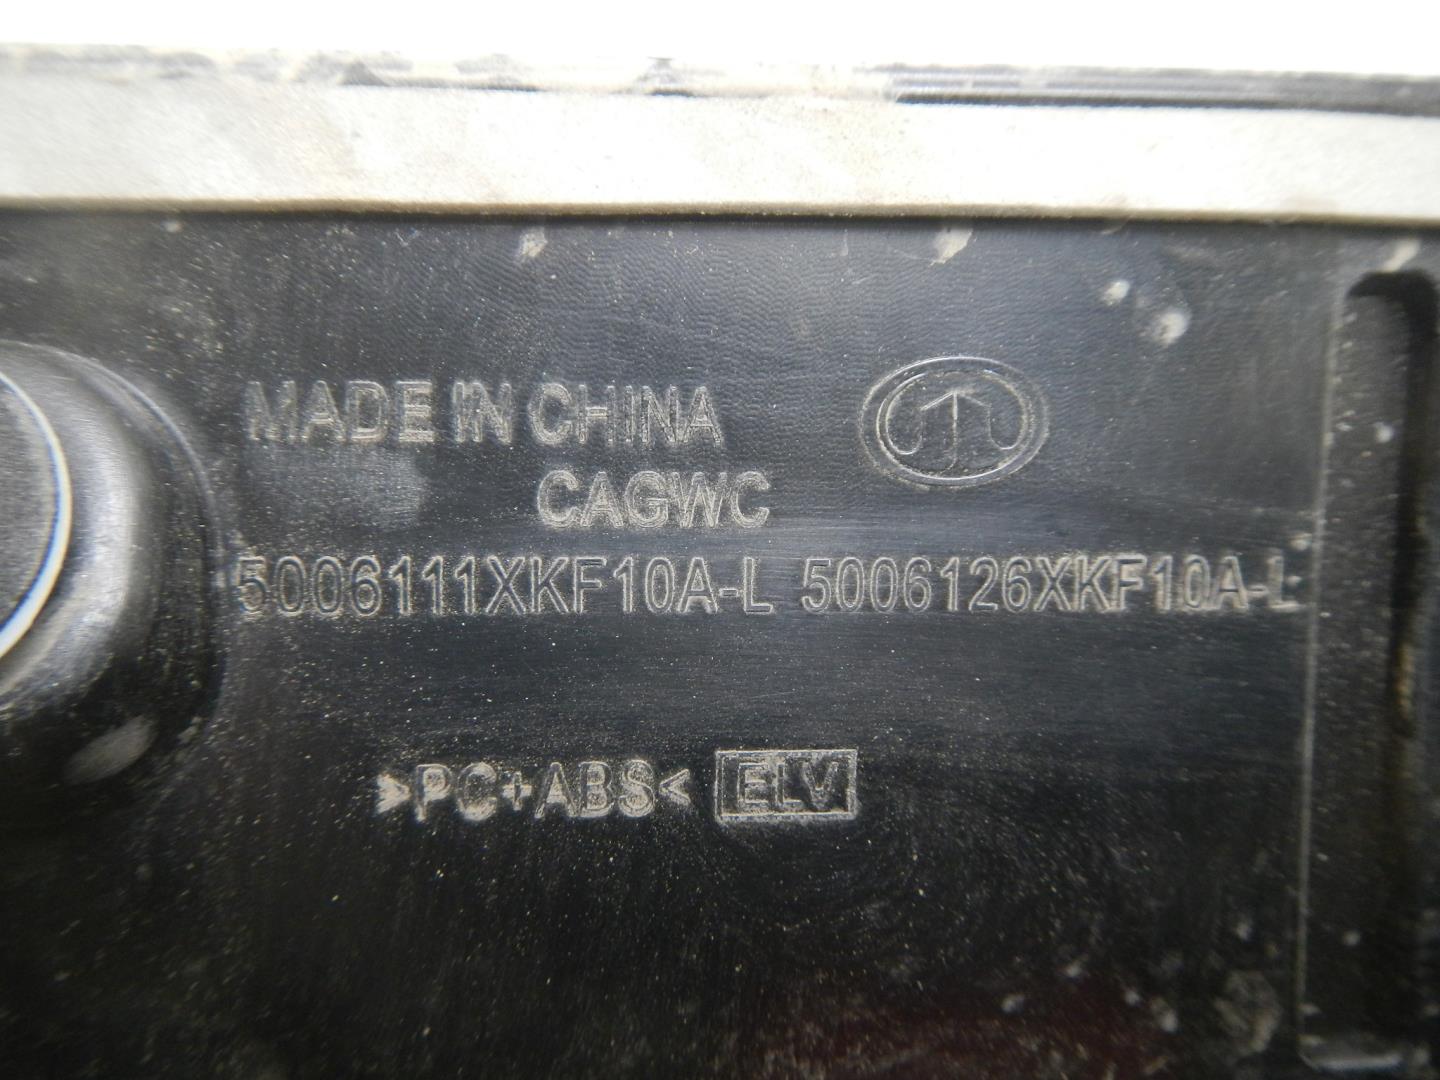 MADE IN CHINA
CAGWC
5006111XKF10A-L 5006126XKF10A-L
>PC+ABS< ELV